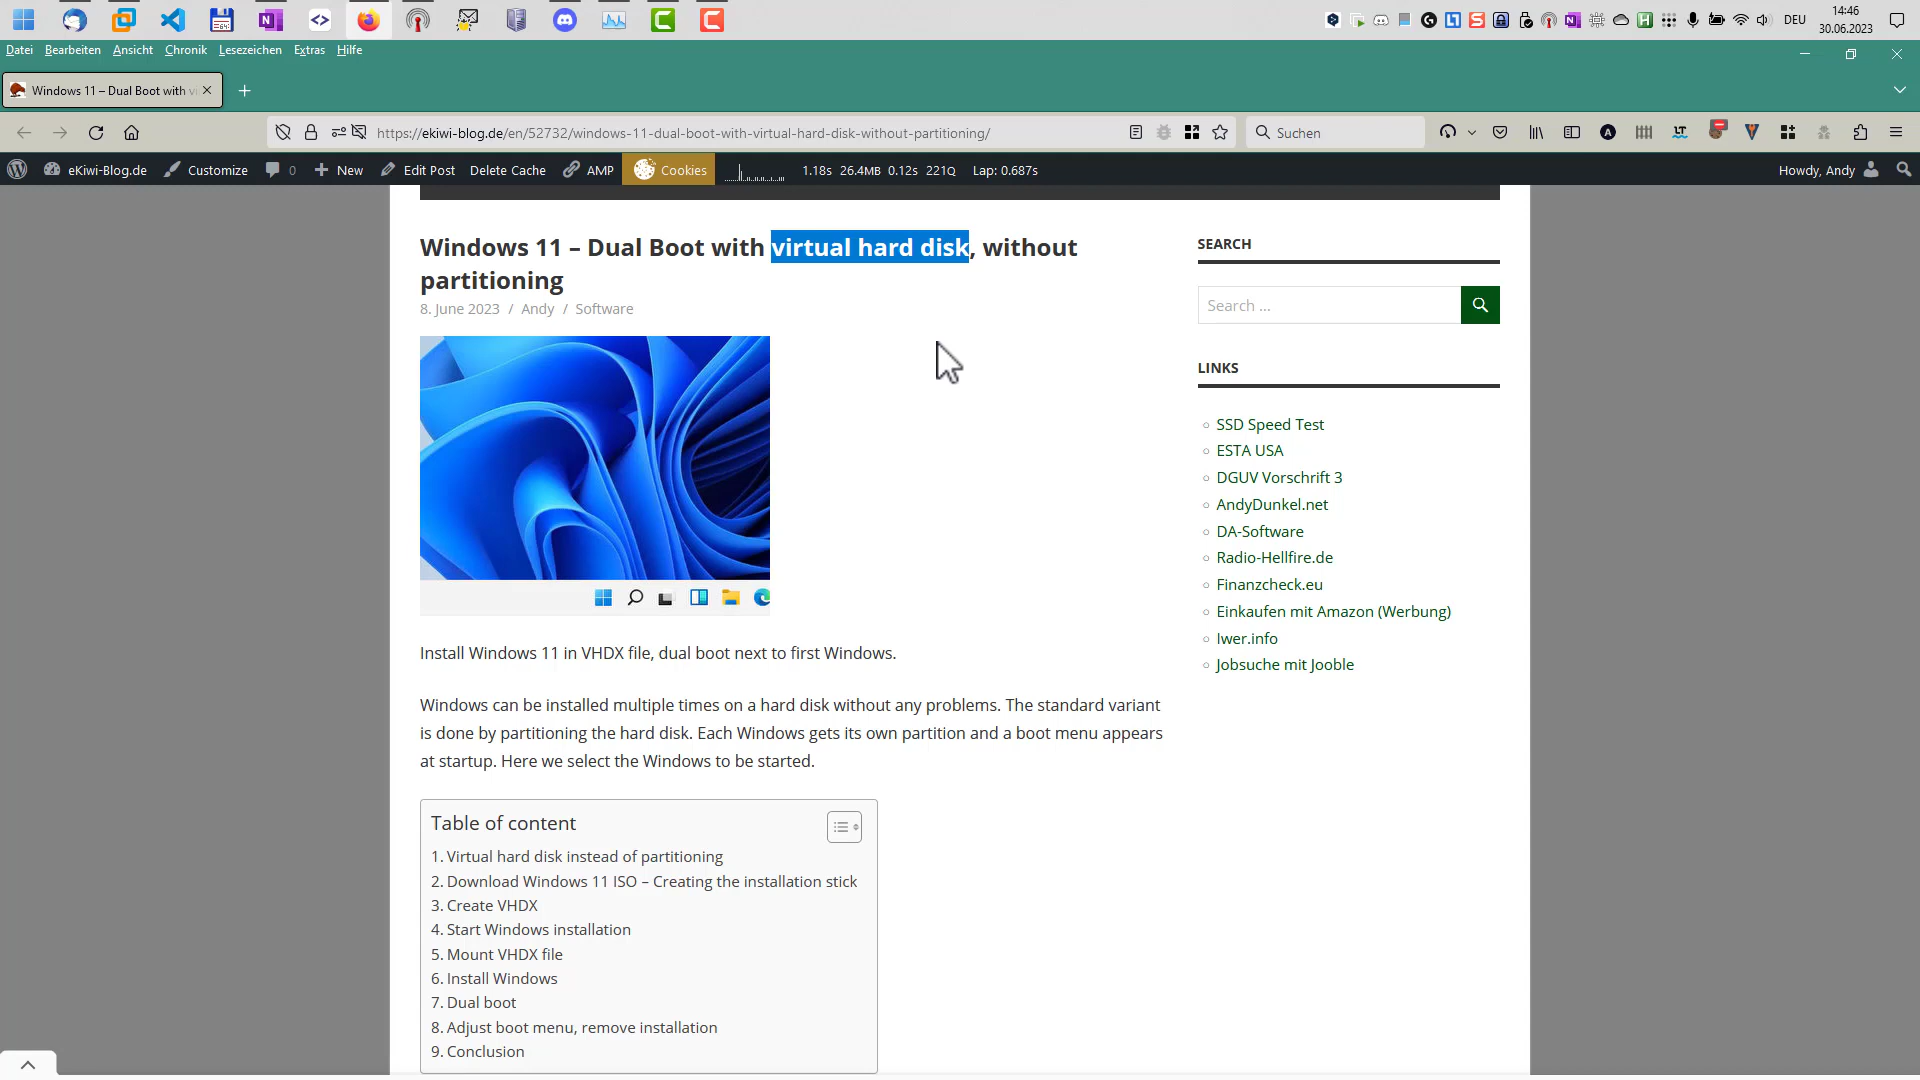 14:46
DEU
30.06.2023
Datei Bearbeiten Ansicht Chronik Lesezeichen Extras Hilfe
Windows 11 – Dual Boot with
https://ekiwi-blog.de/en/52732/windows-11-dual-boot-with-virtual-hard-disk-without-partitioning/
Suchen
eKiwi-Blog.de Customize 0 New Edit Post Delete Cache AMP Cookies 1.18s 26.4MB 0.12s 221Q Lap: 0.687s Howdy, Andy
Windows 11 – Dual Boot with virtual hard disk, without
partitioning
8. June 2023 / Andy / Software
Install Windows 11 in VHDX file, dual boot next to first Windows.
Windows can be installed multiple times on a hard disk without any problems. The standard variant
is done by partitioning the hard disk. Each Windows gets its own partition and a boot menu appears
at startup. Here we select the Windows to be started.
Table of content
1. Virtual hard disk instead of partitioning
2. Download Windows 11 ISO – Creating the installation stick
3. Create VHDX
4. Start Windows installation
5. Mount VHDX file
6. Install Windows
7. Dual boot
8. Adjust boot menu, remove installation
9. Conclusion
SEARCH
Search ...
LINKS
SSD Speed Test
ESTA USA
DGUV Vorschrift 3
AndyDunkel.net
DA-Software
Radio-Hellfire.de
Finanzcheck.eu
Einkaufen mit Amazon (Werbung)
Iwer.info
Jobsuche mit Jooble